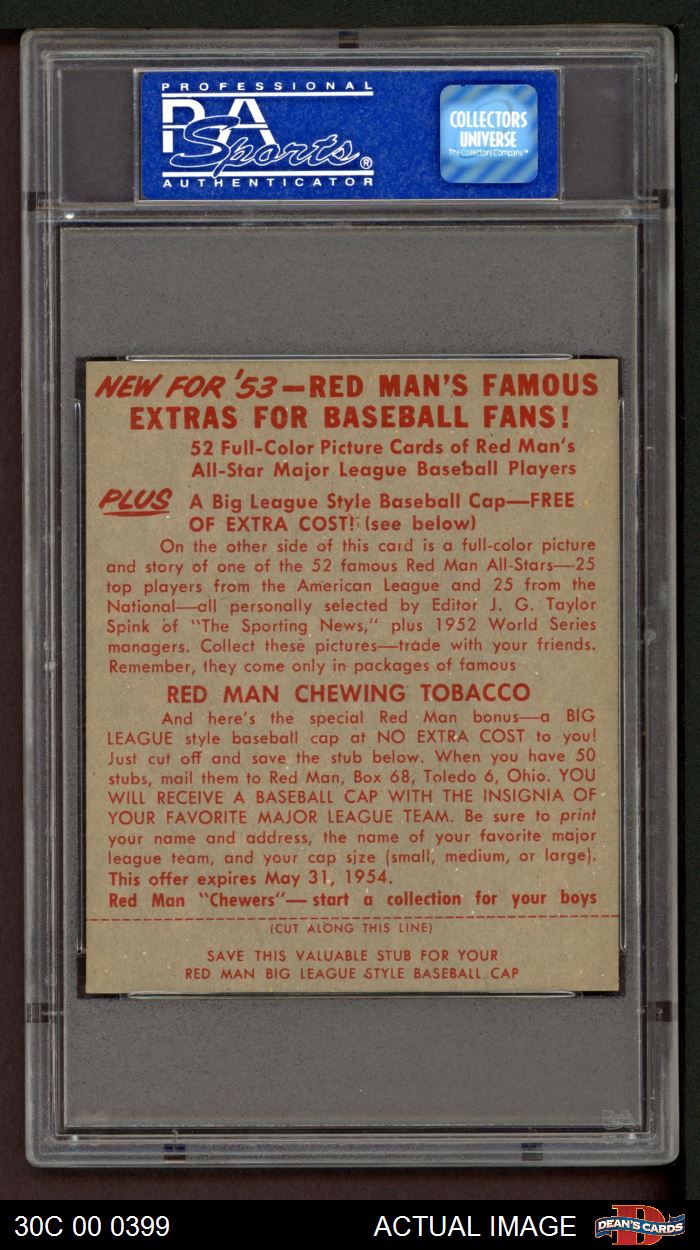 PROFESSIONAL
PSA
Sports®
AUTHENTICATOR
COLLECTORS
UNIVERSE
The Collectors Company™
NEW FOR '53—RED MAN'S FAMOUS
EXTRAS FOR BASEBALL FANS!
52 Full-Color Picture Cards of Red Man's
All-Star Major League Baseball Players
PLUS A Big League Style Baseball Cap—FREE
OF EXTRA COST! (see below)
On the other side of this card is a full-color picture
and story of one of the 52 famous Red Man All-Stars—25
top players from the American League and 25 from the
National—all personally selected by Editor J. G. Taylor
Spink of "The Sporting News," plus 1952 World Series
managers. Collect these pictures—trade with your friends.
Remember, they come only in packages of famous
RED MAN CHEWING TOBACCO
And here's the special Red Man bonus—a BIG
LEAGUE style baseball cap at NO EXTRA COST to you!
Just cut off and save the stub below. When you have 50
stubs, mail them to Red Man, Box 68, Toledo 6, Ohio. YOU
WILL RECEIVE A BASEBALL CAP WITH THE INSIGNIA OF
YOUR FAVORITE MAJOR LEAGUE TEAM. Be sure to print
your name and address, the name of your favorite major
league team, and your cap size (small, medium, or large).
This offer expires May 31, 1954.
Red Man "Chewers"—start a collection for your boys
(CUT ALONG THIS LINE)
SAVE THIS VALUABLE STUB FOR YOUR
RED MAN BIG LEAGUE STYLE BASEBALL CAP
PSA
30C 00 0399
ACTUAL IMAGE
DEAN'S CARDS